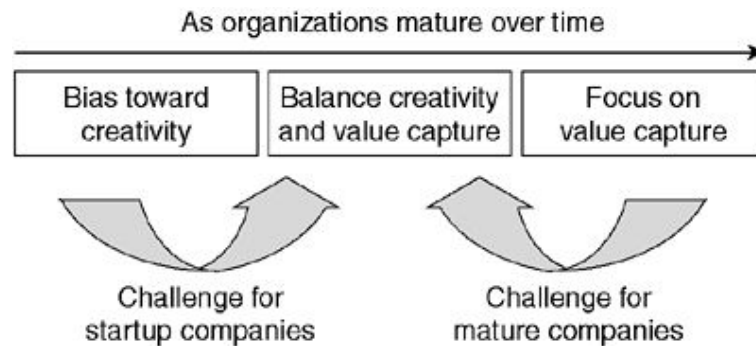 As organizations mature over time
Bias toward
creativity
Balance creativity
and value capture
Focus on
value capture
Challenge for
startup companies
Challenge for
mature companies